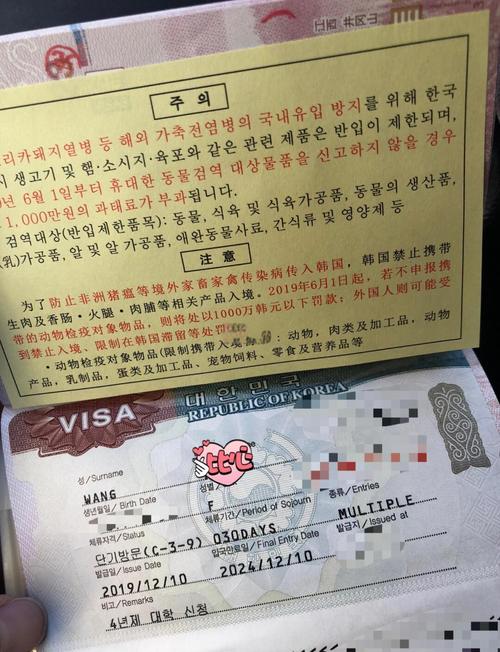 江西 井冈山
주 의
리카돼지열병 등 해외 가축전염병의 국내유입 방지를 위해 한국
시 생고기 및 햄·소시지·육포와 같은 관련 제품은 반입이 제한되며,
9년 6월 1일부터 휴대한 동물검역 대상물품을 신고하지 않을 경우
1,000만원의 과태료가 부과됩니다.
검역대상(반입제한품목): 동물, 식육 및 식육가공품, 동물의 생산품,
(乳)가공품, 알 및 알 가공품, 애완동물사료, 간식류 및 영양제 등
注 意
为了防止非洲猪瘟等境外家畜家禽传染病传入韩国, 韩国禁止携带
生肉及香肠·火腿·肉脯等相关产品入境。2019年6月1日起, 若不申报携
带的动物检疫对象物品, 则将处以1000万韩元以下罚款; 外国人则可能受
到禁止入境、限制在韩国滞留等处罚
• 动物检疫对象物品(限制携带入境物品): 动物, 肉类及加工品, 动物
产品, 乳制品, 蛋类及加工品、宠物饲料、零食及营养品等
VISA
대한민국
REPUBLIC OF KOREA
比心
성/Surname
WANG
생년월일/Birth Date
성별/
F
체류자격/Status
체류기간/Period of Sojourn
종류/Entries
단기방문(C-3-9)
030DAYS
MULTIPLE
발급일/Issue Date
입국만료일/Final Entry Date
발급지/Issued at
2019/12/10
2024/12/10
비고/Remarks
4년제 대학 신청